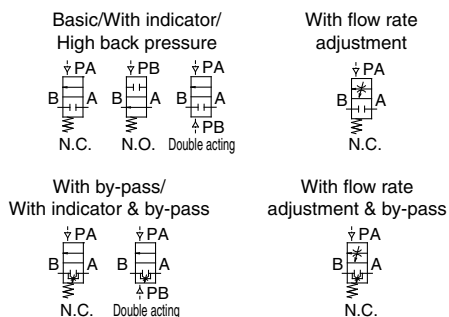 Basic/With indicator/
High back pressure
PA PB PA
B A B A B A
PB
N.C. N.O. Double acting
With flow rate
adjustment
PA
B A
N.C.
With by-pass/
With indicator & by-pass
PA PA
B A B A
PB
N.C. Double acting
With flow rate
adjustment & by-pass
PA
B A
N.C.